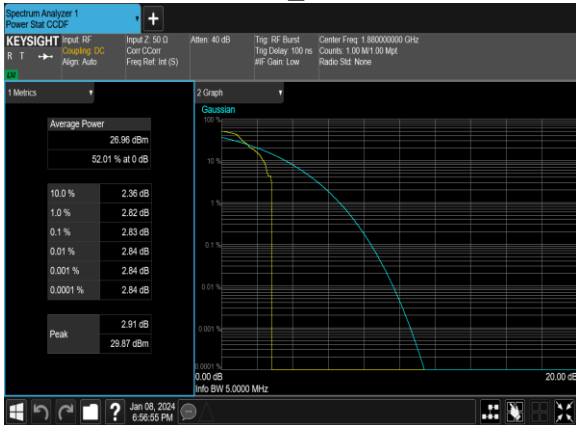 Spectrum Analyzer 1
Power Stat CCDF
+
KEYSIGHT
R T
LM
Input: RF
Coupling: DC
Align: Auto
Input Z: 50 Ω
Corr CCorr
Freq Ref: Int (S)
Atten: 40 dB
Trig: RF Burst
Trig Delay: 100 ns
#IF Gain: Low
Center Freq: 1.880000000 GHz
Counts: 1.00 M/1.00 Mpt
Radio Std: None
1 Metrics
Average Power
26.96 dBm
52.01 % at 0 dB
10.0 % 2.36 dB
1.0 % 2.82 dB
0.1 % 2.83 dB
0.01 % 2.84 dB
0.001 % 2.84 dB
0.0001 % 2.84 dB
Peak
2.91 dB
29.87 dBm
2 Graph
Gaussian
100 %
10 %
1 %
0.1 %
0.01 %
0.001 %
0.0001 %
0.00 dB
20.00 dB
Info BW 5.0000 MHz
?
Jan 08, 2024
6:56:55 PM